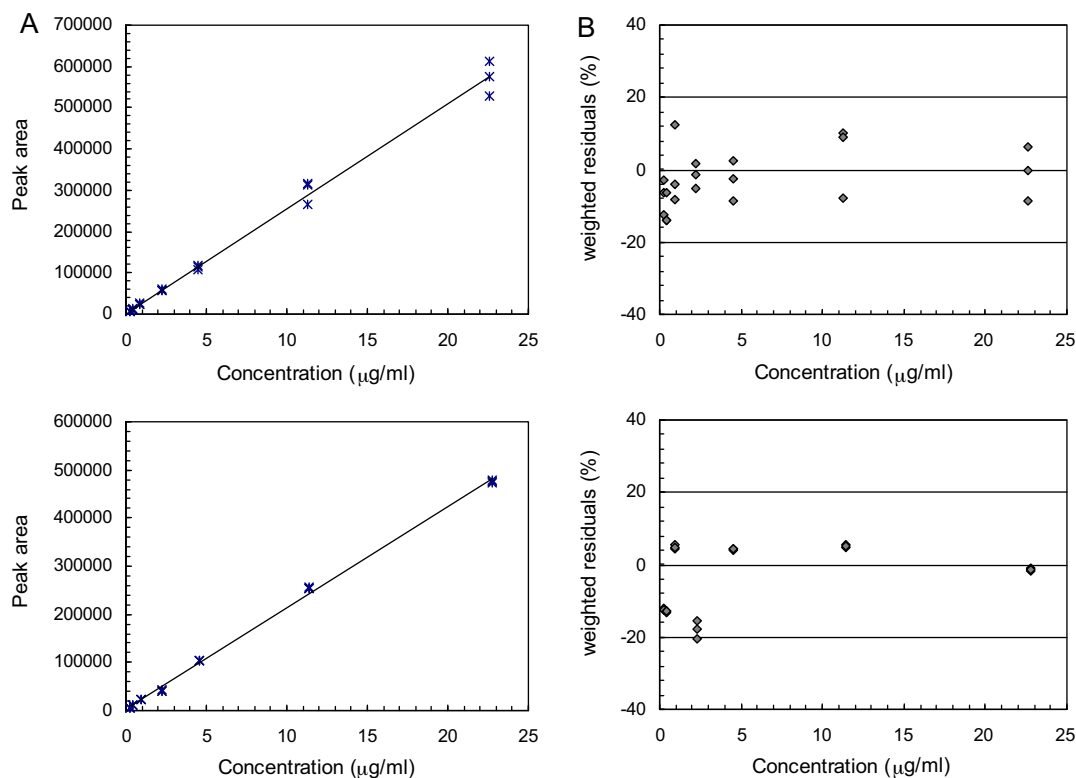 A
700000
600000
500000
400000
300000
200000
100000
0
Peak area
0 5 10 15 20 25
Concentration (μg/ml)
B
40
20
0
-20
-40
weighted residuals (%)
0 5 10 15 20 25
Concentration (μg/ml)
600000
500000
400000
300000
200000
100000
0
Peak area
0 5 10 15 20 25
Concentration (μg/ml)
40
20
0
-20
-40
weighted residuals (%)
0 5 10 15 20 25
Concentration (μg/ml)